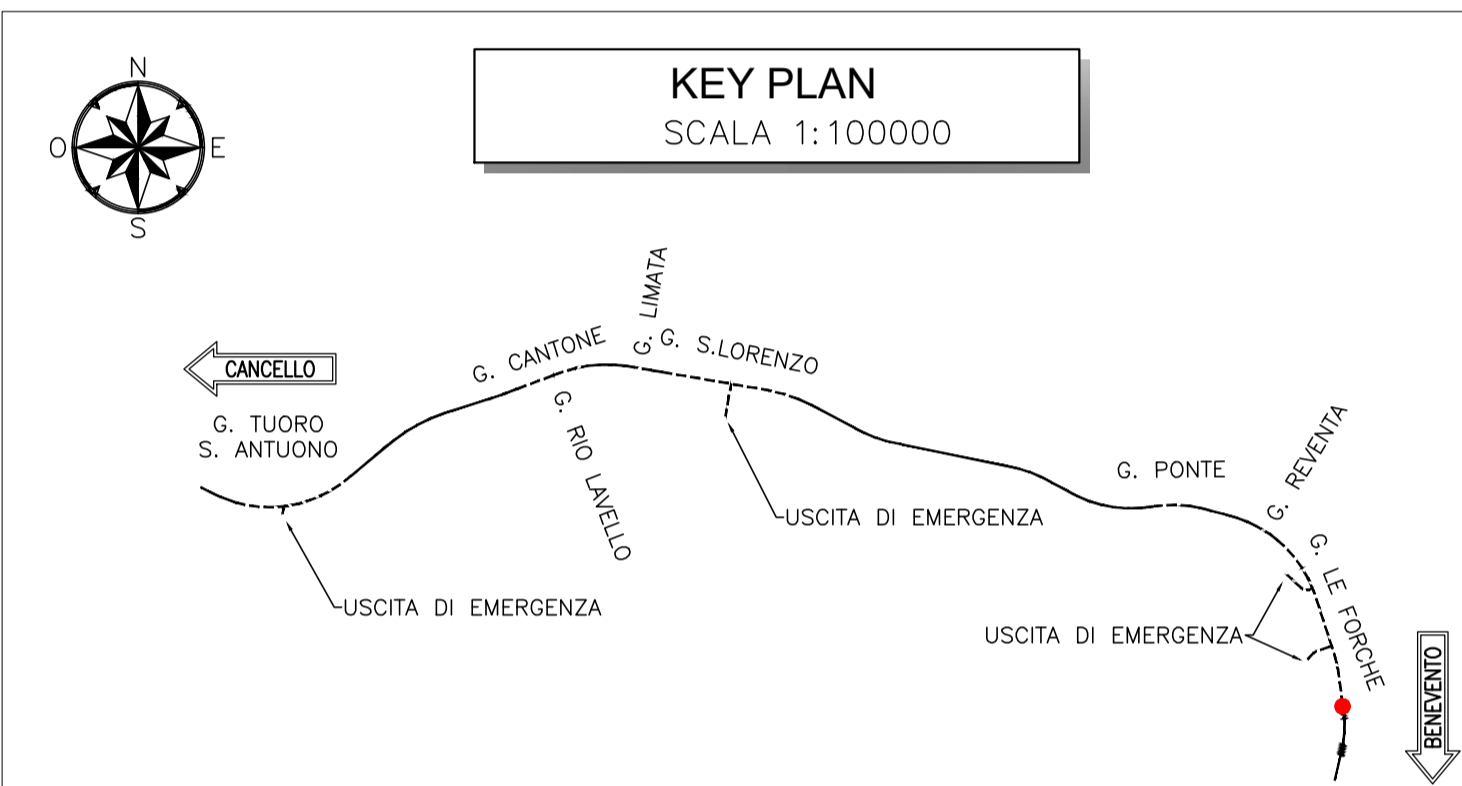 N
O
E
S
KEY PLAN
SCALA 1:100000
CANCELLO
G. TUORO
S. ANTUONO
G. CANTONE
G. LIMATA
G. S.LORENZO
G. RIO LAVELLO
USCITA DI EMERGENZA
USCITA DI EMERGENZA
G. PONTE
G. REVENTA
G. LE FORCHE
USCITA DI EMERGENZA
BENEVENTO